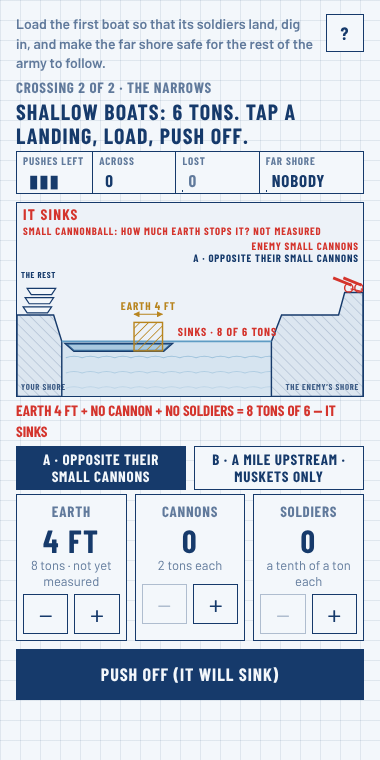 Load the first boat so that its soldiers land, dig
in, and make the far shore safe for the rest of the
army to follow.
?
CROSSING 2 OF 2 · THE NARROWS
SHALLOW BOATS: 6 TONS. TAP A
LANDING, LOAD, PUSH OFF.
PUSHES LEFT
ACROSS
0
LOST
0
FAR SHORE
NOBODY
IT SINKS
SMALL CANNONBALL: HOW MUCH EARTH STOPS IT? NOT MEASURED
ENEMY SMALL CANNONS
A · OPPOSITE THEIR SMALL CANNONS
THE REST
EARTH 4 FT
SINKS · 8 OF 6 TONS
YOUR SHORE
THE ENEMY'S SHORE
EARTH 4 FT + NO CANNON + NO SOLDIERS = 8 TONS OF 6 — IT
SINKS
A · OPPOSITE THEIR
SMALL CANNONS
B · A MILE UPSTREAM ·
MUSKETS ONLY
EARTH
4 FT
8 tons · not yet
measured
− +
CANNONS
0
2 tons each
− +
SOLDIERS
0
a tenth of a ton
each
− +
PUSH OFF (IT WILL SINK)